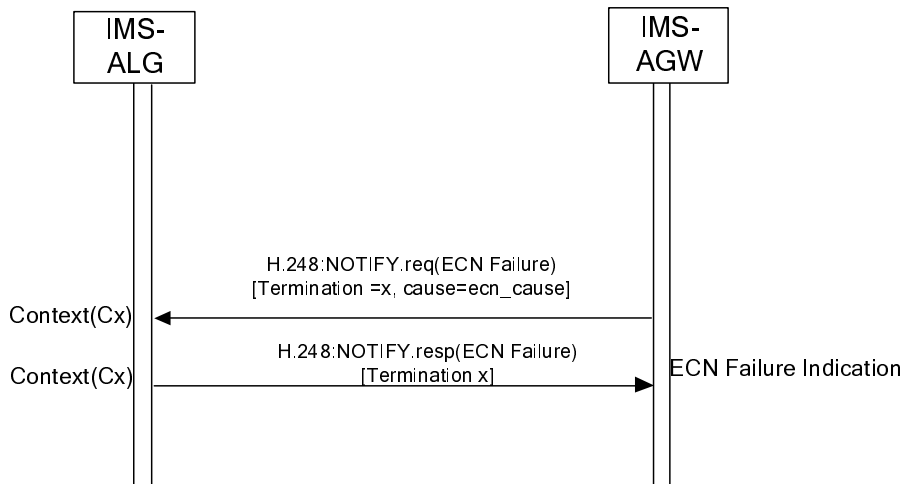 IMS-
ALG
IMS-
AGW
H.248:NOTIFY.req(ECN Failure)
[Termination =x, cause=ecn_cause]
Context(Cx)
H.248:NOTIFY.resp(ECN Failure)
[Termination x]
Context(Cx)
ECN Failure Indication